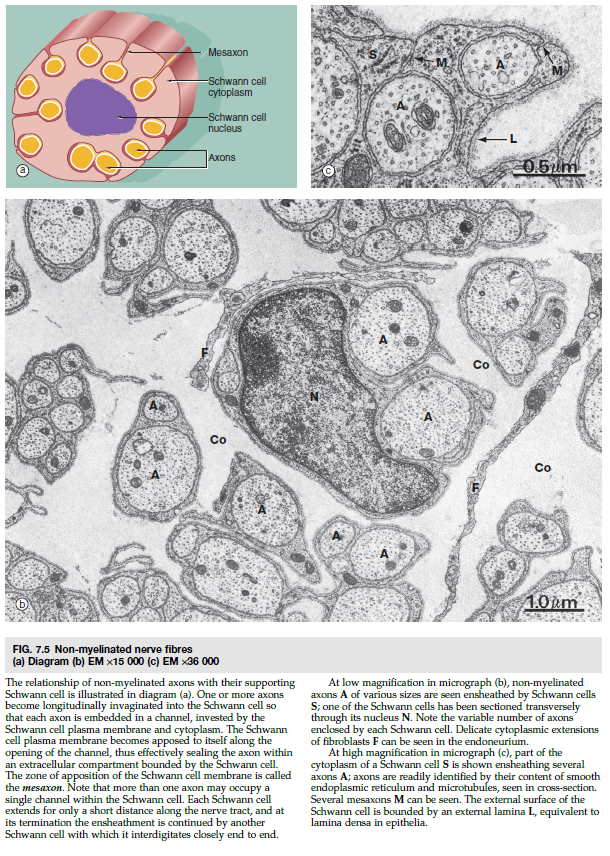 Mesaxon
Schwann cell
cytoplasm
Schwann cell
nucleus
Axons
a
S
M
A
M
A
L
c
0.5μm
A
F
Co
N
A
A
Co
Co
A
F
A
A
A
b
1.0μm
FIG. 7.5 Non-myelinated nerve fibres
(a) Diagram (b) EM ×15 000 (c) EM ×36 000
The relationship of non-myelinated axons with their supporting
Schwann cell is illustrated in diagram (a). One or more axons
become longitudinally invaginated into the Schwann cell so
that each axon is embedded in a channel, invested by the
Schwann cell plasma membrane and cytoplasm. The Schwann
cell plasma membrane becomes apposed to itself along the
opening of the channel, thus effectively sealing the axon within
an extracellular compartment bounded by the Schwann cell.
The zone of apposition of the Schwann cell membrane is called
the mesaxon. Note that more than one axon may occupy a
single channel within the Schwann cell. Each Schwann cell
extends for only a short distance along the nerve tract, and at
its termination the ensheathment is continued by another
Schwann cell with which it interdigitates closely end to end.
At low magnification in micrograph (b), non-myelinated
axons A of various sizes are seen ensheathed by Schwann cells
S; one of the Schwann cells has been sectioned transversely
through its nucleus N. Note the variable number of axons
enclosed by each Schwann cell. Delicate cytoplasmic extensions
of fibroblasts F can be seen in the endoneurium.
At high magnification in micrograph (c), part of the
cytoplasm of a Schwann cell S is shown ensheathing several
axons A; axons are readily identified by their content of smooth
endoplasmic reticulum and microtubules, seen in cross-section.
Several mesaxons M can be seen. The external surface of the
Schwann cell is bounded by an external lamina L, equivalent to
lamina densa in epithelia.